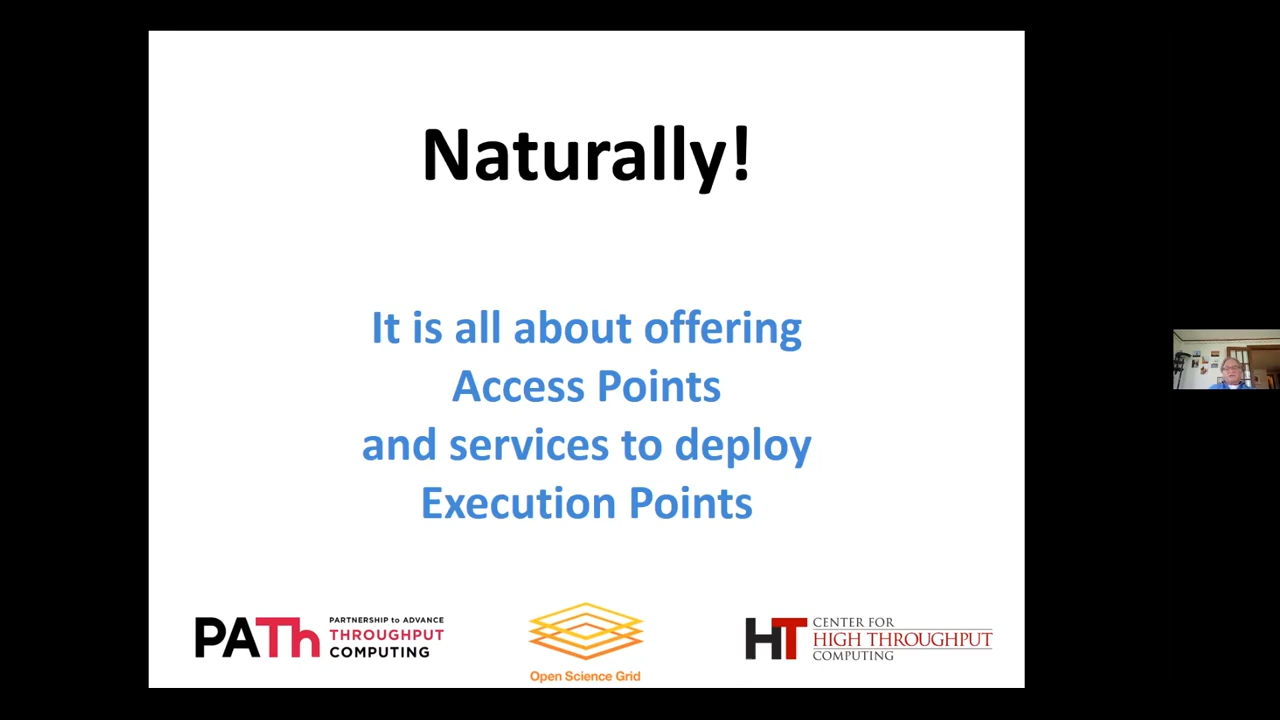 Naturally!
It is all about offering
Access Points
and services to deploy
Execution Points
PATh
PARTNERSHIP to ADVANCE
THROUGHPUT
COMPUTING
Open Science Grid
HT
CENTER FOR
HIGH THROUGHPUT
COMPUTING